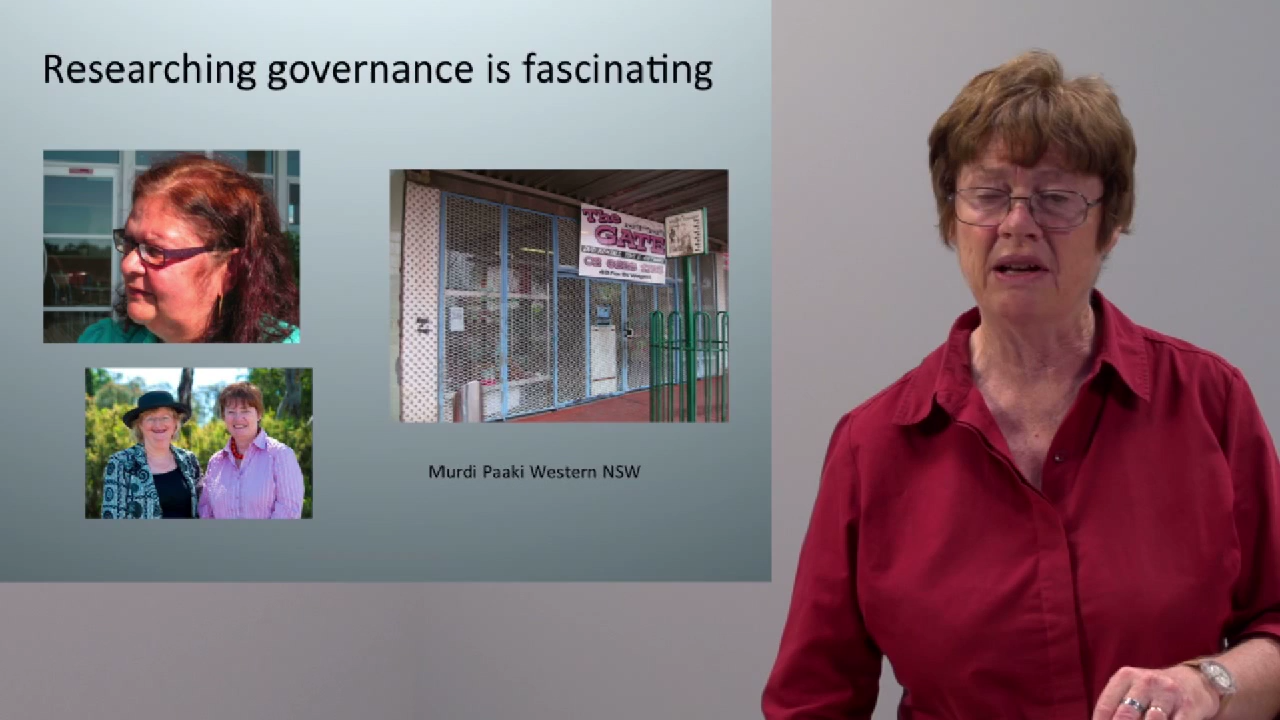 Researching governance is fascinating
The
GATE
Murdi Paaki Western NSW